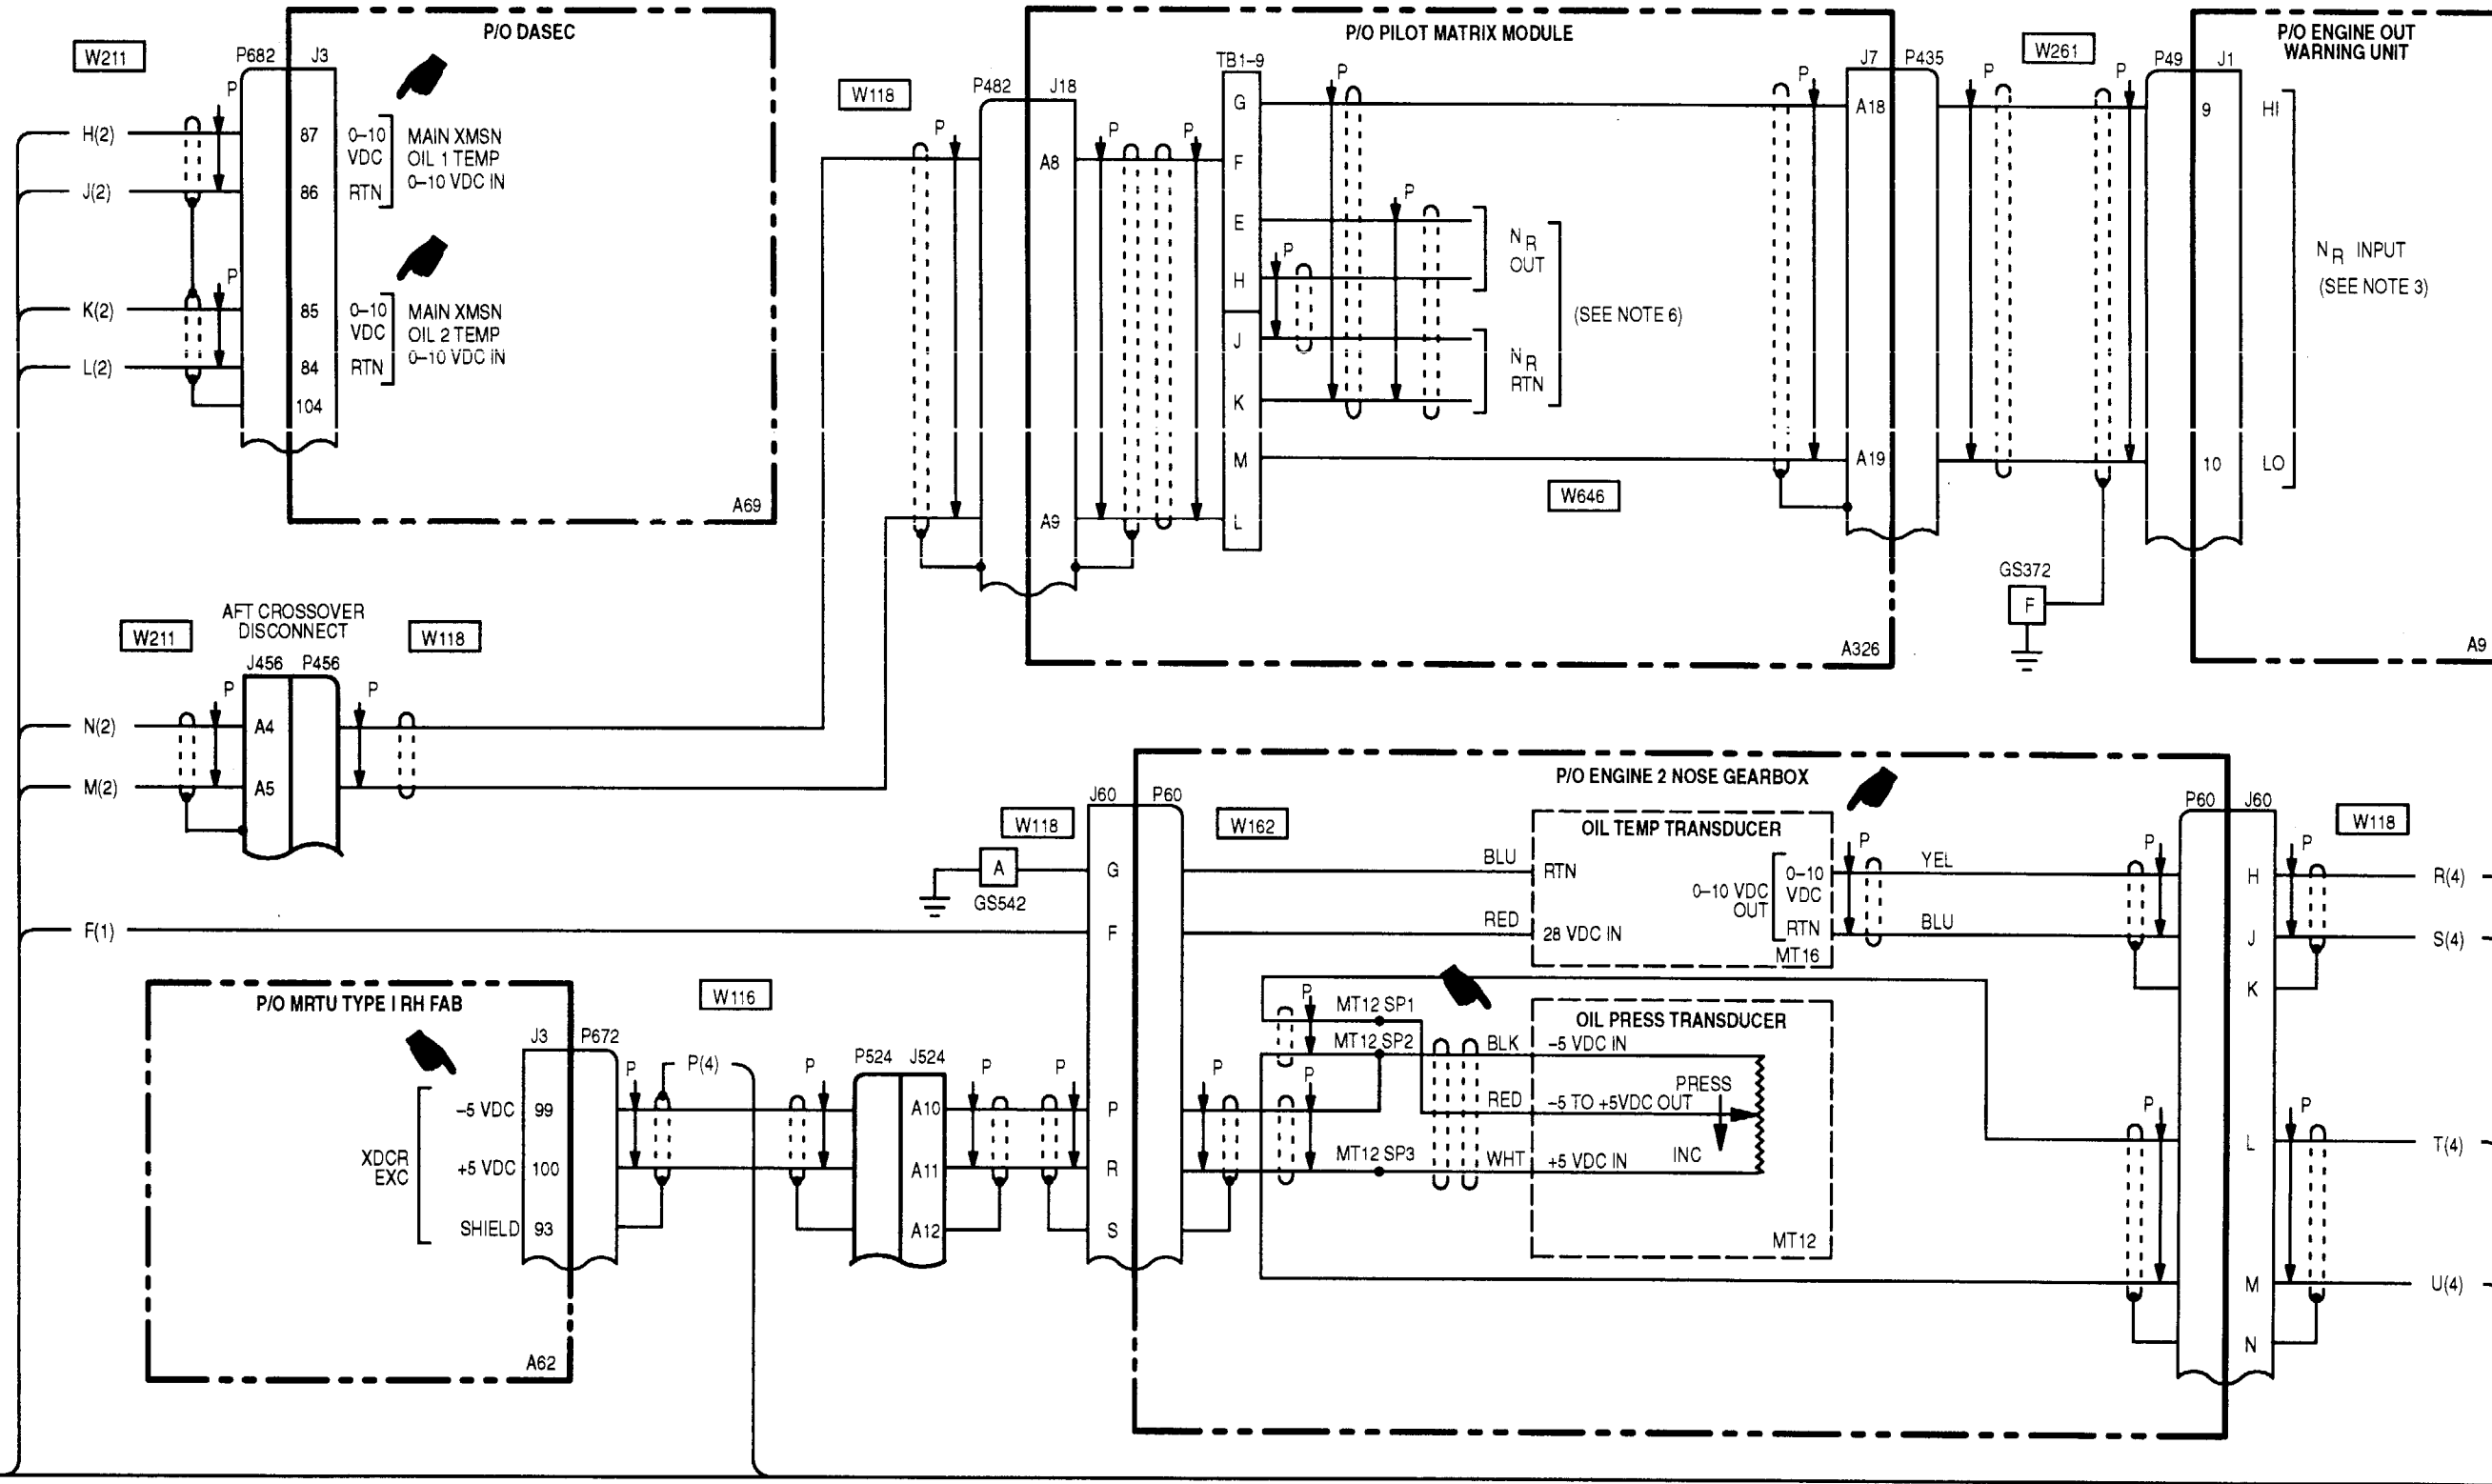 P/O DASEC
W211
P682
J3
P
H(2)
87
0–10
VDC
MAIN XMSN
OIL 1 TEMP
0–10 VDC IN
J(2)
86
RTN
P
K(2)
85
0–10
VDC
MAIN XMSN
OIL 2 TEMP
0–10 VDC IN
L(2)
84
RTN
104
A69
P/O PILOT MATRIX MODULE
W118
P482
J18
TB1–9
P
A8
P
P
G
F
E
H
J
K
M
L
A9
P
P
P
N R
OUT
N R
RTN
(SEE NOTE 6)
W646
P
J7
P435
A18
A19
A326
P/O ENGINE OUT
WARNING UNIT
W261
P
P
P49
J1
9
HI
N R INPUT
(SEE NOTE 3)
10
LO
GS372
F
A9
AFT CROSSOVER
DISCONNECT
W211
W118
J456
P456
P
P
N(2)
A4
M(2)
A5
P/O ENGINE 2 NOSE GEARBOX
J60
P60
W118
W162
A
GS542
G
BLU
RTN
F(1)
F
RED
28 VDC IN
OIL TEMP TRANSDUCER
0–10 VDC
OUT
0–10
VDC
RTN
MT16
P
YEL
BLU
P
P60
J60
P
W118
H
R(4)
J
S(4)
K
P/O MRTU TYPE I RH FAB
W116
J3
P672
XDCR
EXC
–5 VDC
99
+5 VDC
100
SHIELD
93
A62
P
P(4)
P
P524
J524
A10
A11
A12
P
P
P
R
S
P
P
P
MT12 SP1
MT12 SP2
MT12 SP3
BLK
RED
WHT
OIL PRESS TRANSDUCER
–5 VDC IN
PRESS
–5 TO +5VDC OUT
+5 VDC IN
INC
MT12
P
P
L
T(4)
M
U(4)
N